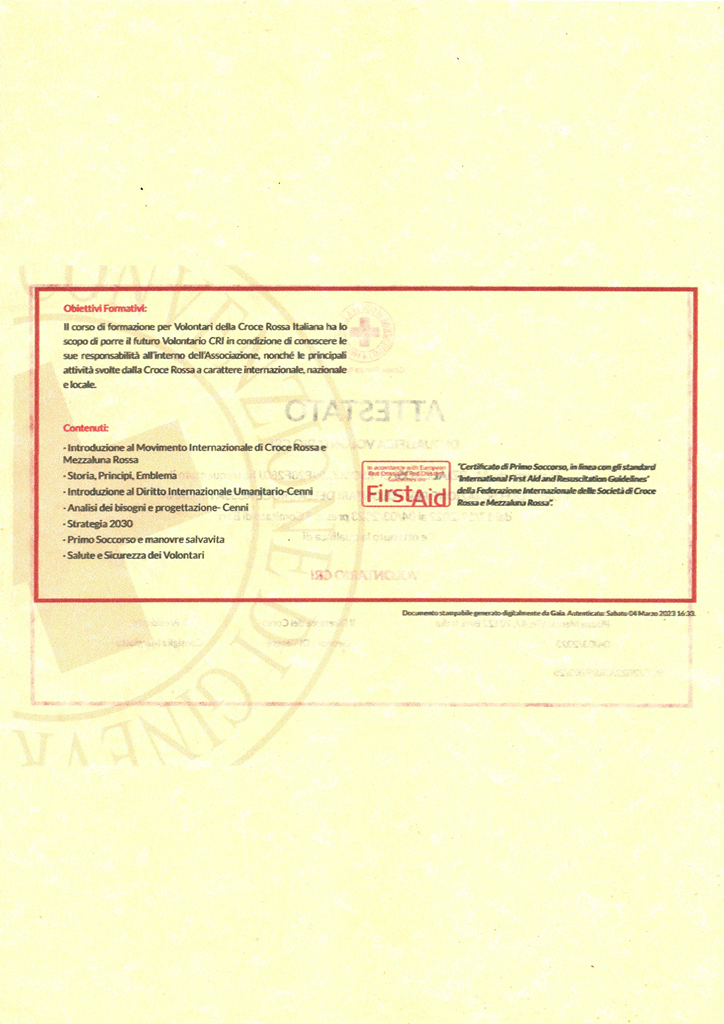 Obiettivi Formativi:
Il corso di formazione per Volontari della Croce Rossa Italiana ha lo
scopo di porre il futuro Volontario CRI in condizione di conoscere le
sue responsabilità all'interno dell'Associazione, nonché le principali
attività svolte dalla Croce Rossa a carattere internazionale, nazionale
e locale.
Contenuti:
- Introduzione al Movimento Internazionale di Croce Rossa e
Mezzaluna Rossa
- Storia, Principi, Emblema
- Introduzione al Diritto Internazionale Umanitario-Cenni
- Analisi dei bisogni e progettazione- Cenni
- Strategia 2030
- Primo Soccorso e manovre salvavita
- Salute e Sicurezza dei Volontari
In accordance with European
Red Cross and Red Crescent
Guidelines on
First Aid
"Certificato di Primo Soccorso, in linea con gli standard
"International First Aid and Resuscitation Guidelines"
della Federazione Internazionale delle Società di Croce
Rossa e Mezzaluna Rossa".
Documento stampabile generato digitalmente da Gaia. Autenticato: Sabato 04 Marzo 2023 16:33.
ATTESTATO
VOLONTARIO CRI